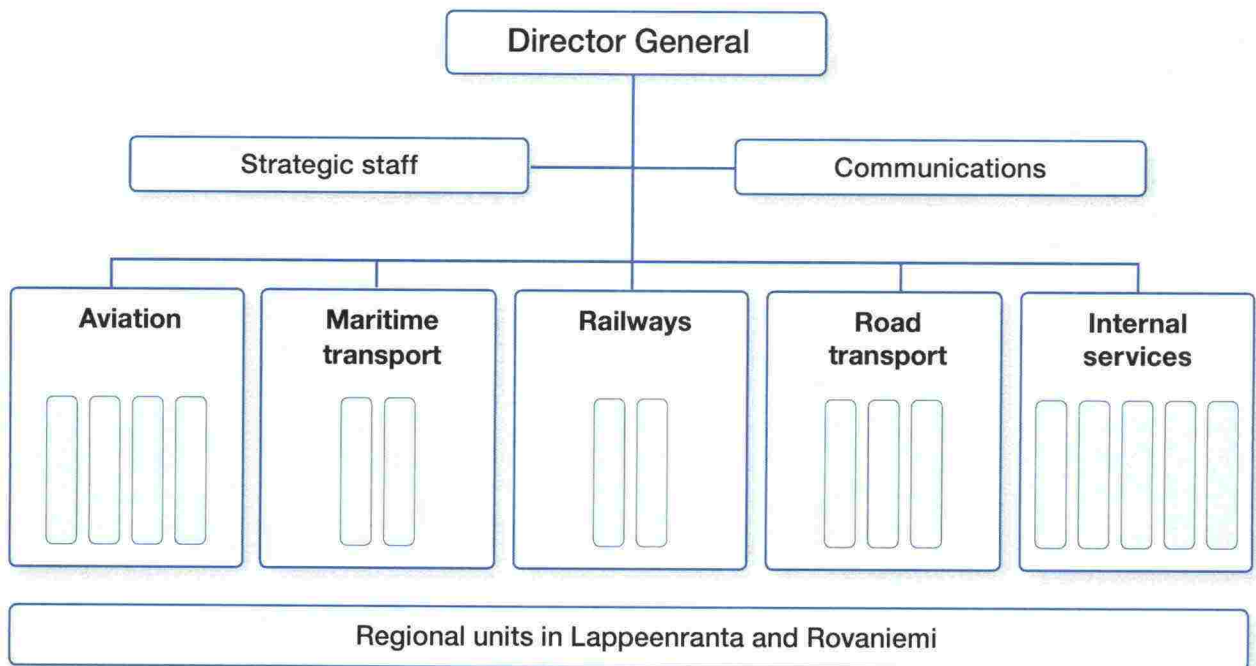 Director General
Strategic staff
Communications
Aviation
Maritime
transport
Railways
Road
transport
Internal
services
Regional units in Lappeenranta and Rovaniemi